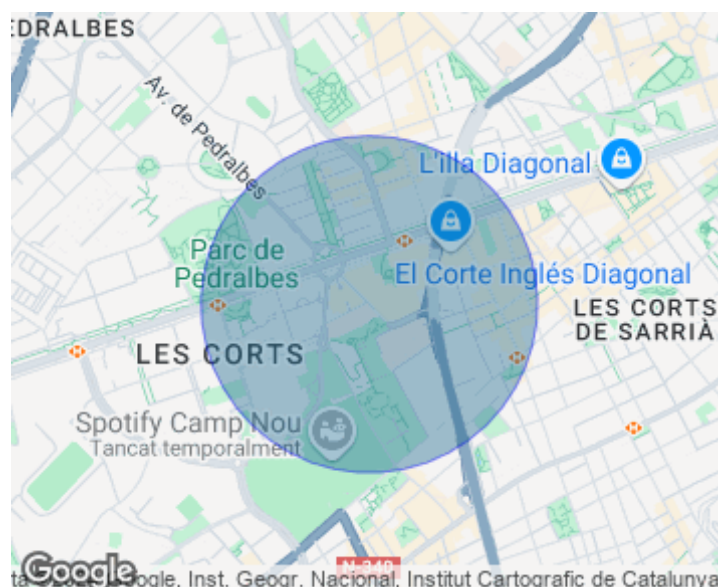 EDRALBES
Av. de Pedralbes
L'illa Diagonal
Parc de
Pedralbes
El Corte Inglés Diagonal
LES CORTS
DE SARRIÀ
LES CORTS
Spotify Camp Nou
Tancat temporalment
N-340
Google
ogle, Inst. Geogr. Nacional, Institut Cartografic de Catalunya